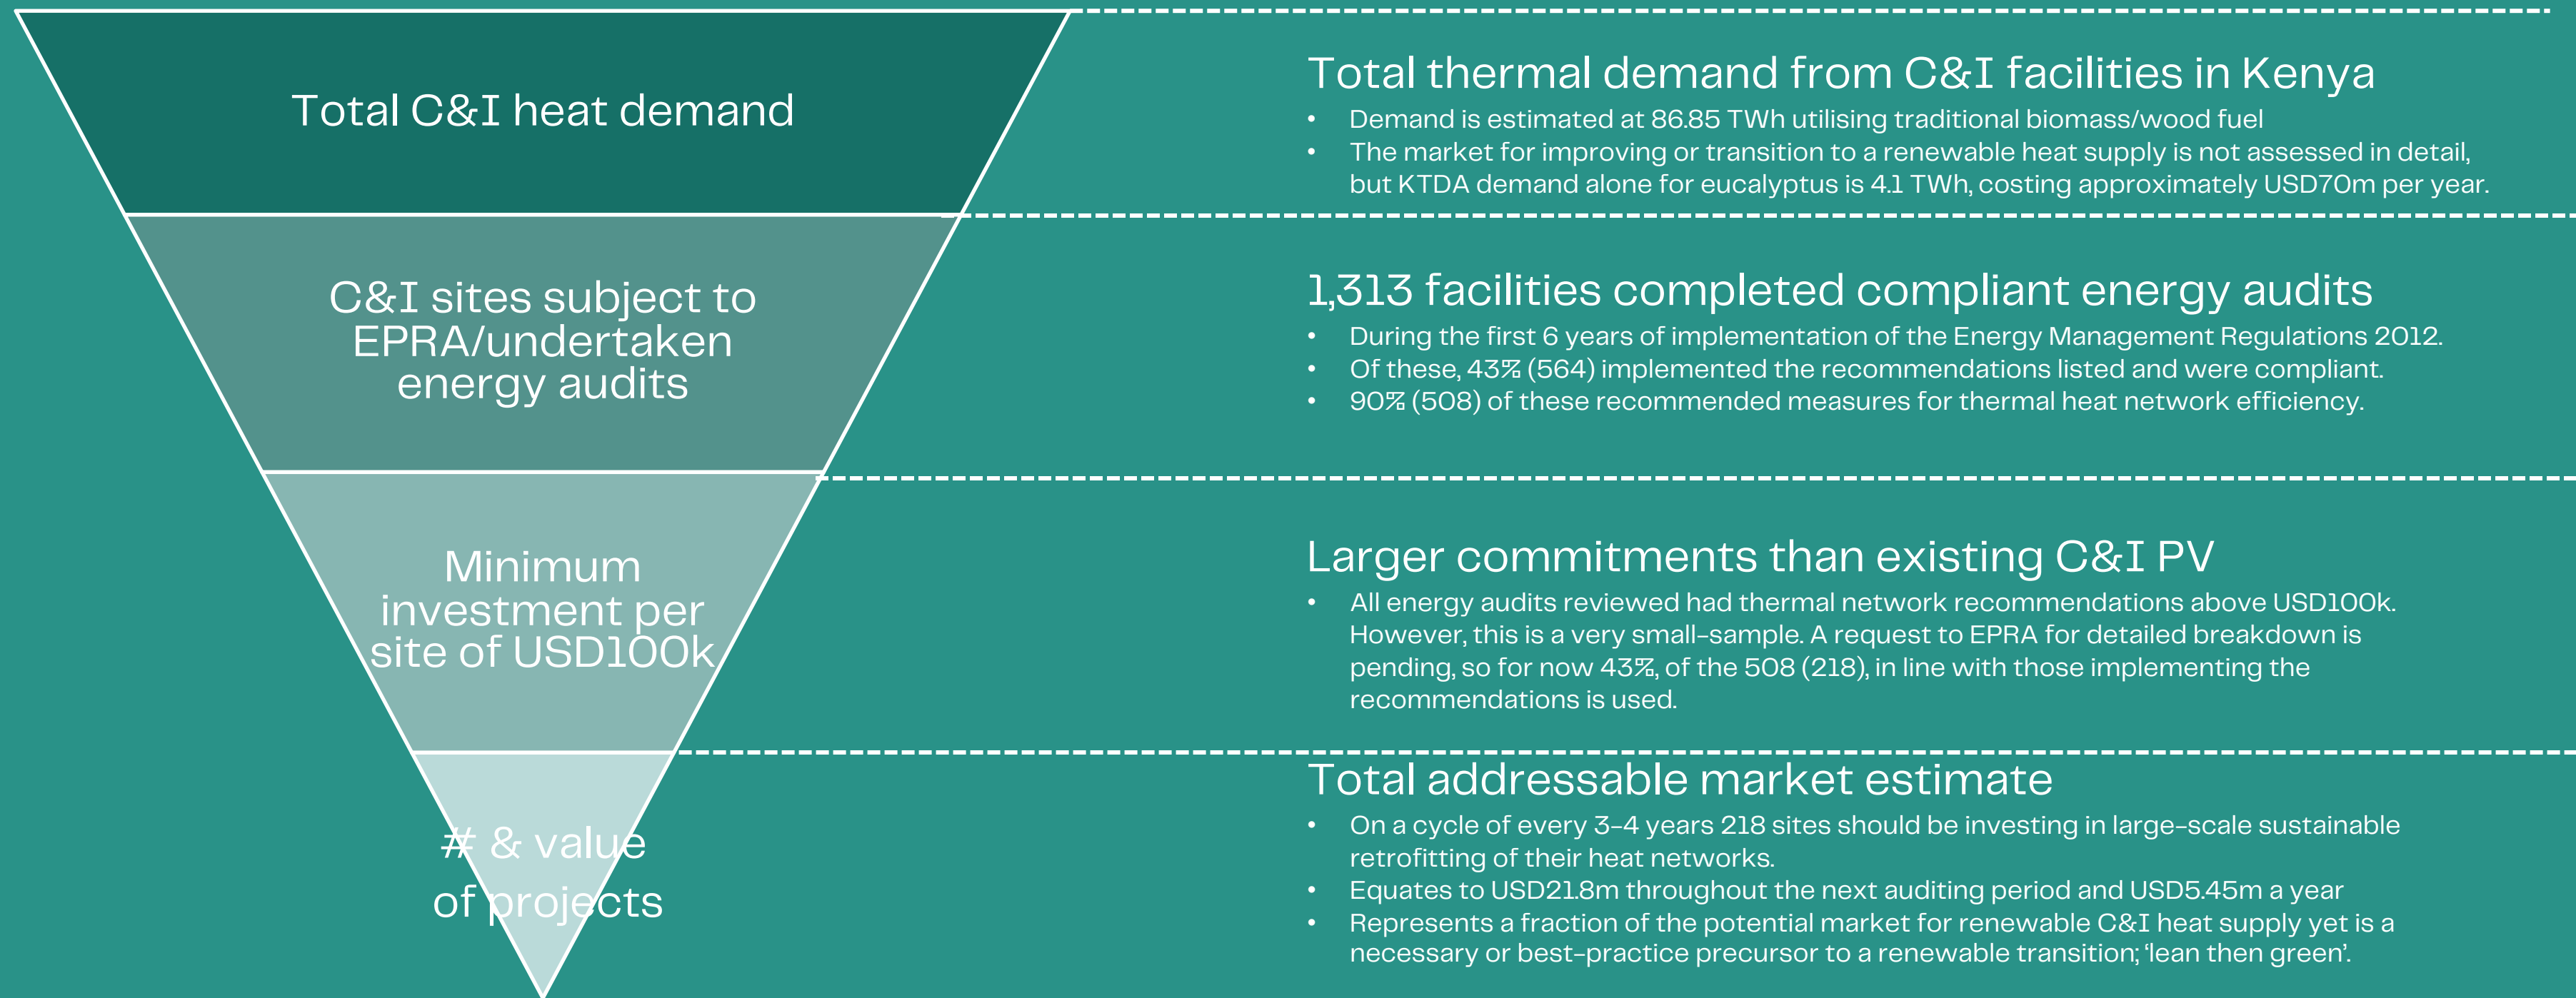 Total C&I heat demand
Total thermal demand from C&I facilities in Kenya
• Demand is estimated at 86.85 TWh utilising traditional biomass/wood fuel
• The market for improving or transition to a renewable heat supply is not assessed in detail,
but KTDA demand alone for eucalyptus is 4.1 TWh, costing approximately USD70m per year.
C&I sites subject to
EPRA/undertaken
energy audits
1,313 facilities completed compliant energy audits
• During the first 6 years of implementation of the Energy Management Regulations 2012.
• Of these, 43% (564) implemented the recommendations listed and were compliant.
• 90% (508) of these recommended measures for thermal heat network efficiency.
Minimum
investment per
site of USD100k
Larger commitments than existing C&I PV
• All energy audits reviewed had thermal network recommendations above USD100k.
However, this is a very small-sample. A request to EPRA for detailed breakdown is
pending, so for now 43%, of the 508 (218), in line with those implementing the
recommendations is used.
# & value
of projects
Total addressable market estimate
• On a cycle of every 3-4 years 218 sites should be investing in large-scale sustainable
retrofitting of their heat networks.
• Equates to USD21.8m throughout the next auditing period and USD5.45m a year
• Represents a fraction of the potential market for renewable C&I heat supply yet is a
necessary or best-practice precursor to a renewable transition; 'lean then green'.